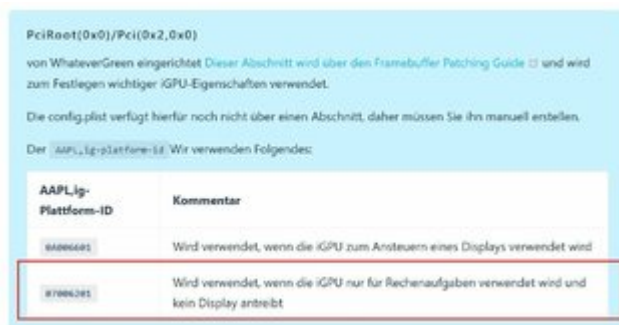 PciRoot(0x0)/Pci(0x2,0x0)
von WhateverGreen eingerichtet Dieser Abschnitt wird über den Framebuffer Patching Guide und wird
zum Festlegen wichtiger iGPU-Eigenschaften verwendet.
Die config.plist verfügt hierfür noch nicht über einen Abschnitt, daher müssen Sie ihn manuell erstellen.
Der AAPL,ig-platform-id Wir verwenden Folgendes:
AAPL,ig-
Plattform-ID
Kommentar
Wird verwendet, wenn die iGPU zum Ansteuern eines Displays verwendet wird
Wird verwendet, wenn die iGPU nur für Rechenaufgaben verwendet wird und
kein Display antreibt